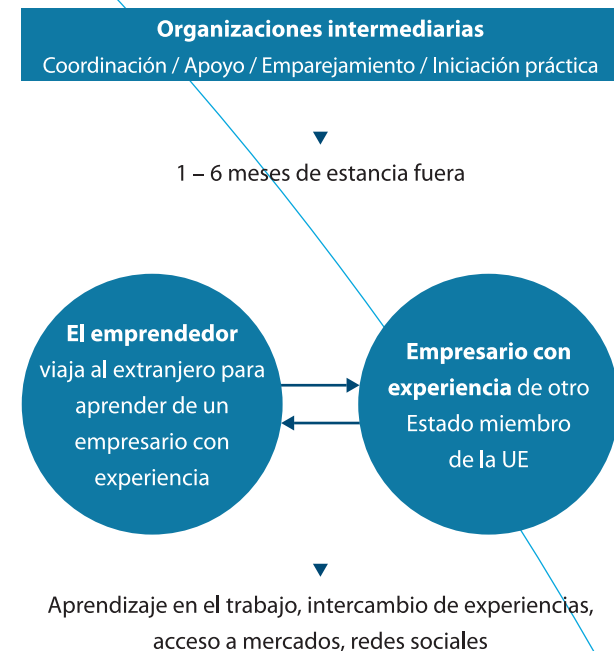 Organizaciones intermediarias
Coordinación / Apoyo / Emparejamiento / Iniciación práctica
1 – 6 meses de estancia fuera
El emprendedor
viaja al extranjero para
aprender de un
empresario con
experiencia
Empresario con
experiencia de otro
Estado miembro
de la UE
Aprendizaje en el trabajo, intercambio de experiencias,
acceso a mercados, redes sociales